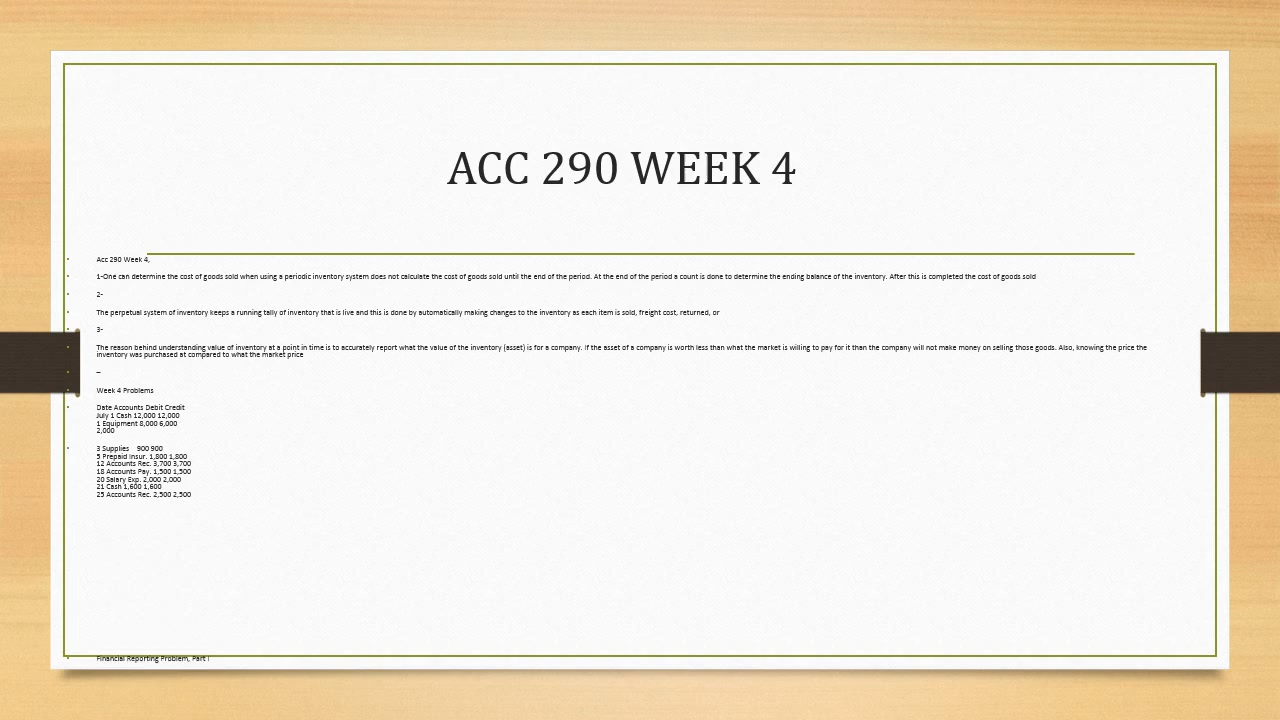 ACC 290 WEEK 4
Acc 290 Week 4,
1-One can determine the cost of goods sold when using a periodic inventory system does not calculate the cost of goods sold until the end of the period. At the end of the period a count is done to determine the ending balance of the inventory. After this is completed the cost of goods sold
2-
The perpetual system of inventory keeps a running tally of inventory that is live and this is done by automatically making changes to the inventory as each item is sold, freight cost, returned, or
3-
The reason behind understanding value of inventory at a point in time is to accurately report what the value of the inventory (asset) is for a company. If the asset of a company is worth less than what the market is willing to pay for it than the company will not make money on selling those goods. Also, knowing the price the
inventory was purchased at compared to what the market price
–
Week 4 Problems
Date Accounts Debit Credit
July 1 Cash 12,000 12,000
1 Equipment 8,000 6,000
2,000
3 Supplies 900 900
5 Prepaid Insur. 1,800 1,800
12 Accounts Rec. 3,700 3,700
18 Accounts Pay. 1,500 1,500
20 Salary Exp. 2,000 2,000
21 Cash 1,600 1,600
25 Accounts Rec. 2,500 2,500
Financial Reporting Problem, Part I